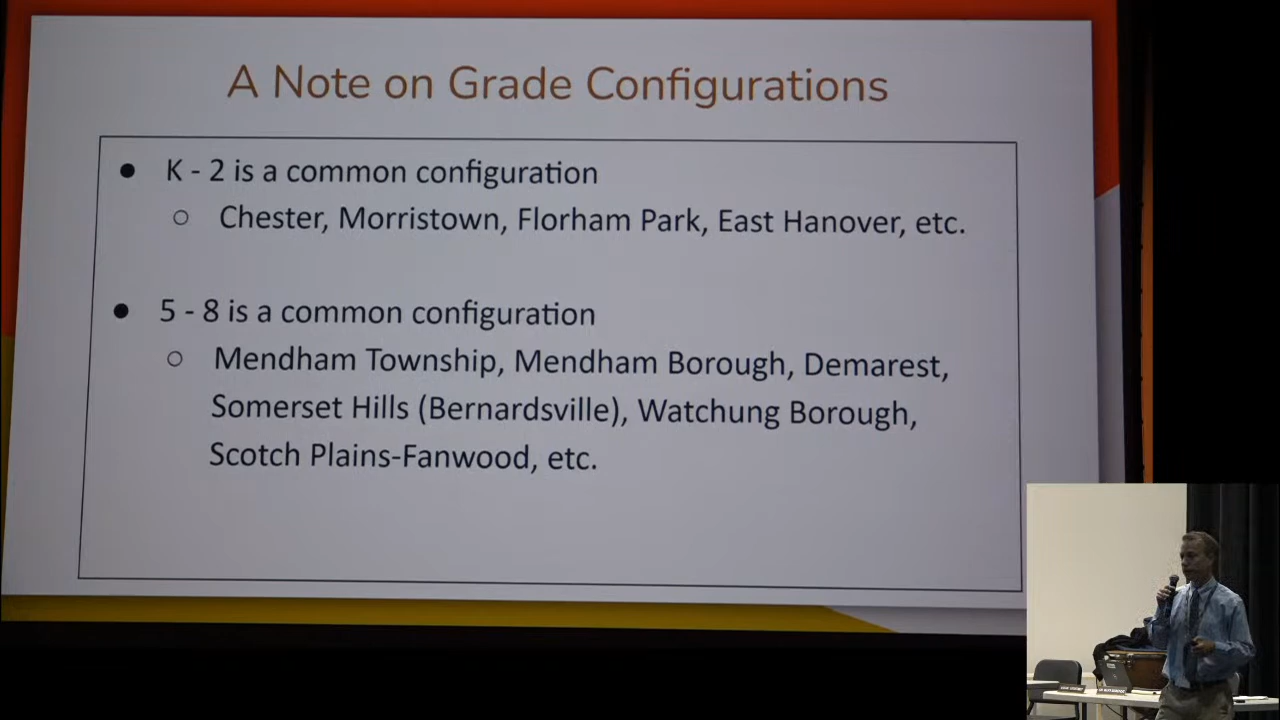 A Note on Grade Configurations
● K - 2 is a common configuration
○ Chester, Morristown, Florham Park, East Hanover, etc.
● 5 - 8 is a common configuration
○ Mendham Township, Mendham Borough, Demarest,
Somerset Hills (Bernardsville), Watchung Borough,
Scotch Plains-Fanwood, etc.